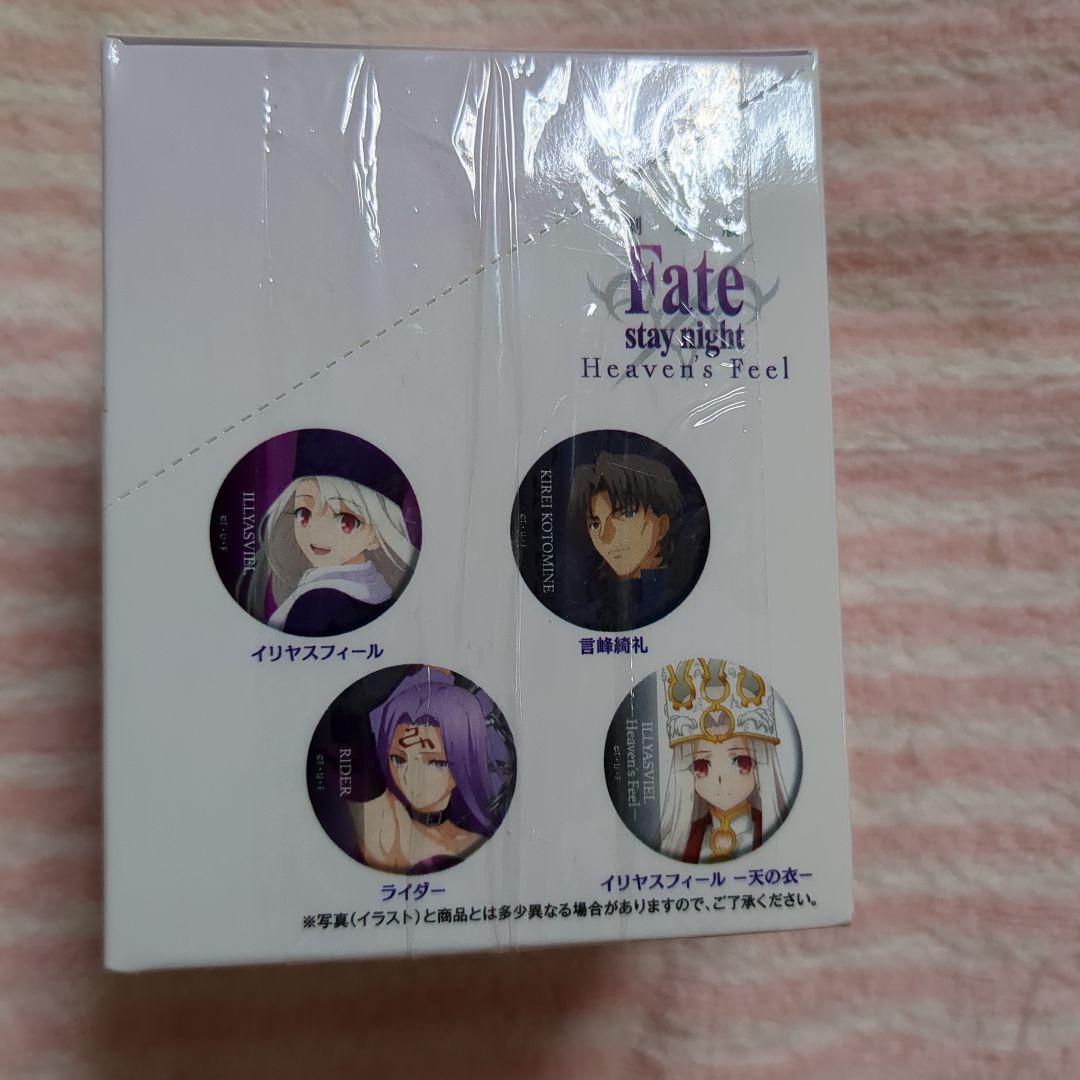 劇場版
Fate
stay night
Heaven's Feel
ILLYASVIEL
©T・U・F
イリヤスフィール
KIREI KOTOMINE
©T・U・F
言峰綺礼
RIDER
©T・U・F
ライダー
ILLYASVIEL
—Heaven's Feel—
©T・U・F
イリヤスフィール ー天の衣ー
※写真(イラスト)と商品とは多少異なる場合がありますので、ご了承ください。